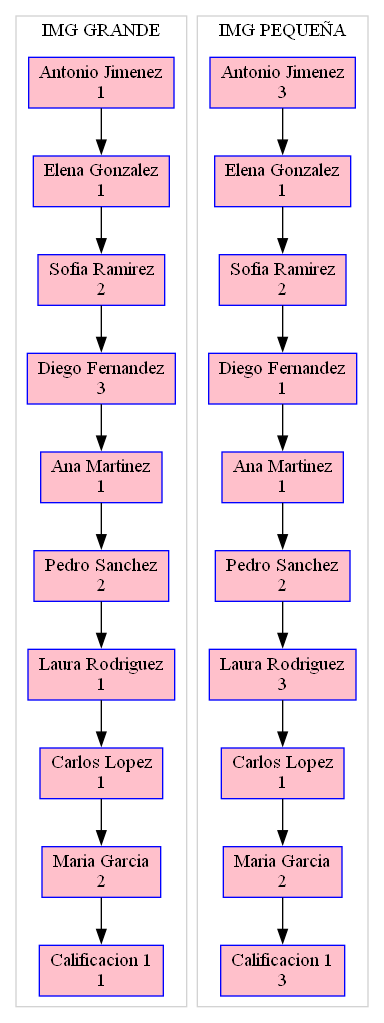 IMG GRANDE
Antonio Jimenez
1
Elena Gonzalez
1
Sofia Ramirez
2
Diego Fernandez
3
Ana Martinez
1
Pedro Sanchez
2
Laura Rodriguez
1
Carlos Lopez
1
Maria Garcia
2
Calificacion 1
1
IMG PEQUEÑA
Antonio Jimenez
3
Elena Gonzalez
1
Sofia Ramirez
2
Diego Fernandez
1
Ana Martinez
1
Pedro Sanchez
2
Laura Rodriguez
3
Carlos Lopez
1
Maria Garcia
2
Calificacion 1
3